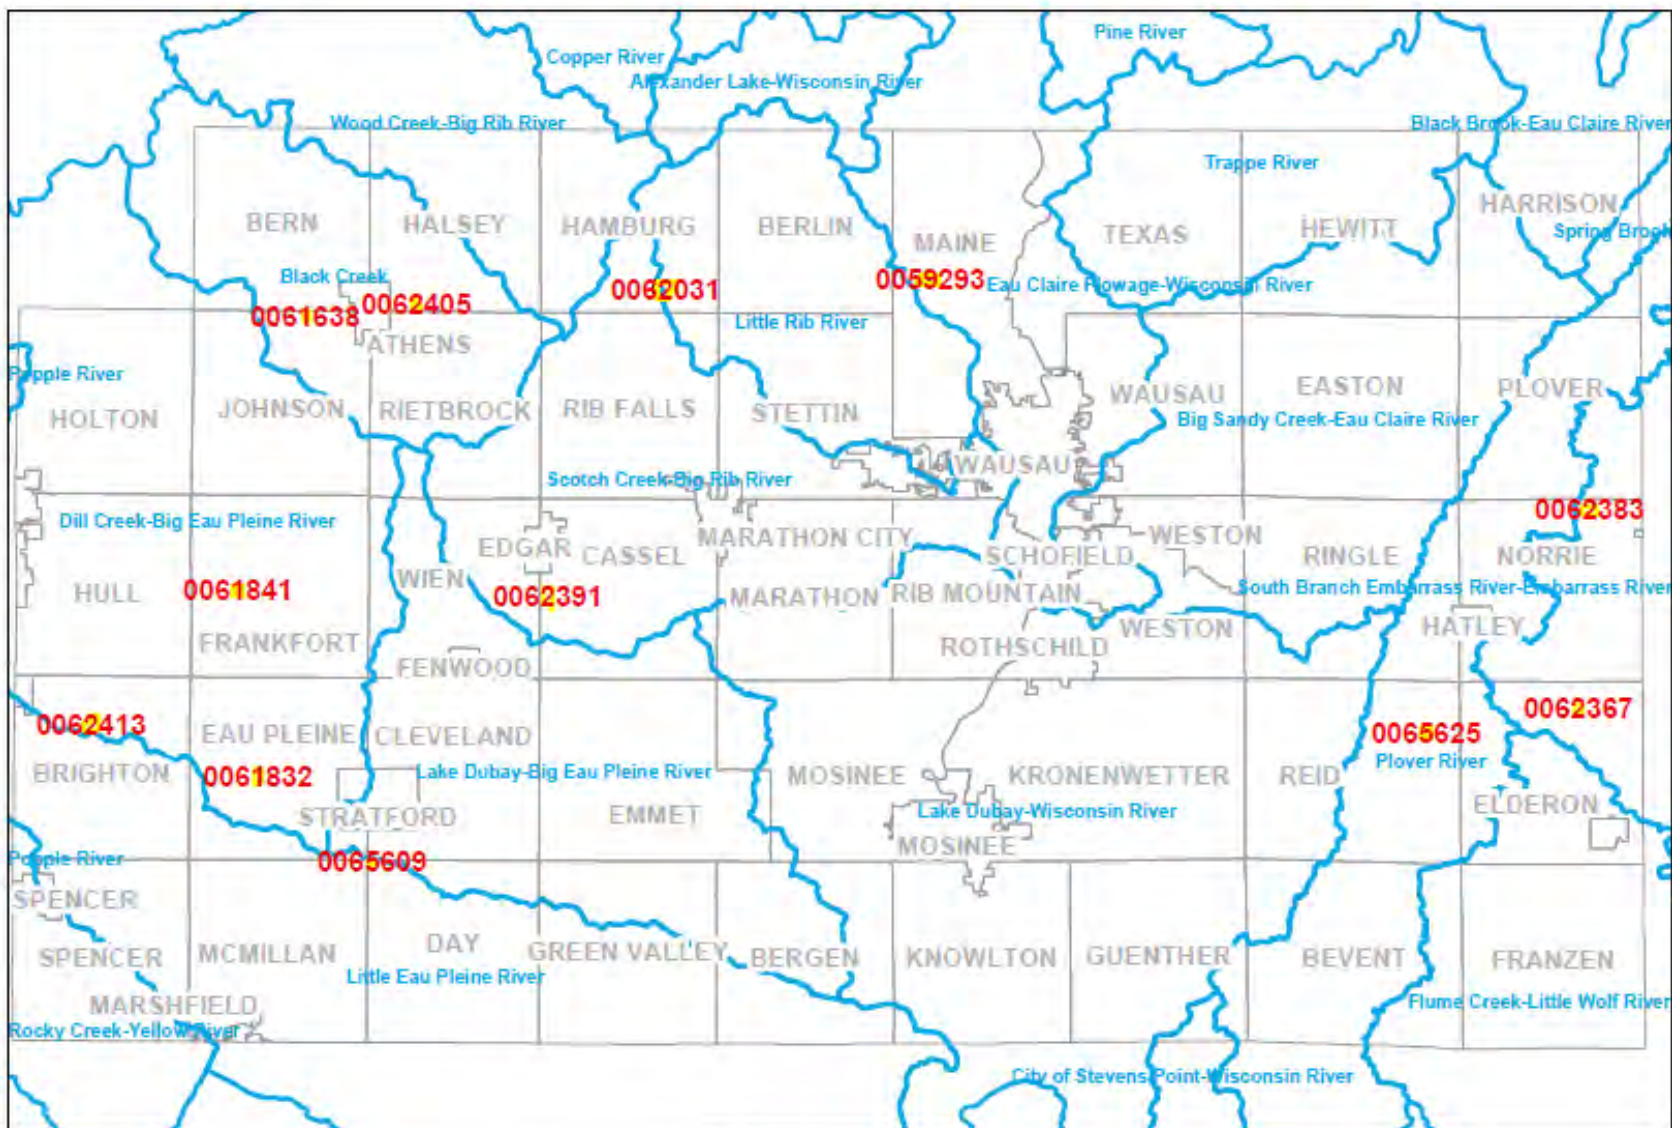 Pine River
Copper River
Alexander Lake-Wisconsin River
Wood Creek-Big Rib River
Black Brook-Eau Claire River
Trappe River
HARRISON
BERN
HALSEY
HAMBURG
BERLIN
MAINE
TEXAS
HEWITT
Spring Brook
Black Creek
0062405
0062031
0059293
Eau Claire Flowage-Wisconsin River
0061638
Little Rib River
ATHENS
Popple River
HOLTON
JOHNSON
RIETBROCK
RIB FALLS
STETTIN
WAUSAU
EASTON
PLOVER
Big Sandy Creek-Eau Claire River
WAUSAU
Scotch Creek-Big Rib River
Dill Creek-Big Eau Pleine River
0062383
EDGAR
CASSEL
MARATHON CITY
SCHOFIELD
WESTON
RINGLE
NORRIE
HULL
0061841
WIEN
0062391
MARATHON
RIB MOUNTAIN
South Branch Embarrass River-Embarrass River
FRANKFORT
FENWOOD
ROTHSCHILD
WESTON
HATLEY
0062413
EAU PLEINE
CLEVELAND
0065625
0062367
Plover River
BRIGHTON
0061832
Lake Dubay-Big Eau Pleine River
MOSINEE
KRONENWETTER
REID
STRATFORD
EMMET
Lake Dubay-Wisconsin River
ELDERON
MOSINEE
Popple River
0065609
SPENCER
SPENCER
MCMILLAN
DAY
GREEN VALLEY
BERGEN
KNOWLTON
GUENTHER
BEVENT
FRANZEN
Little Eau Pleine River
MARSHFIELD
Flume Creek-Little Wolf River
Rocky Creek-Yellow River
City of Stevens Point-Wisconsin River